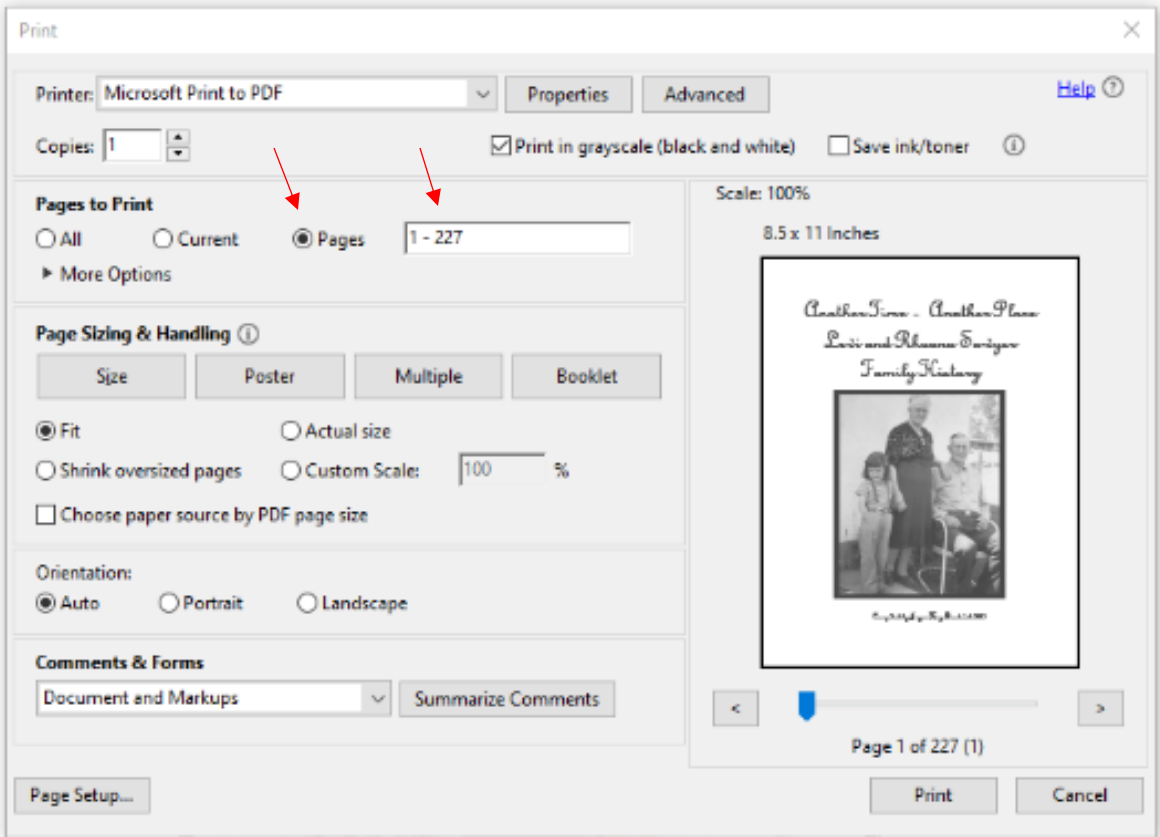 Print
Printer: Microsoft Print to PDF Properties Advanced Help
Copies: 1 Print in grayscale (black and white) Save ink/toner
Pages to Print
All Current Pages 1 - 227
More Options
Page Sizing & Handling
Size Poster Multiple Booklet
Fit Actual size
Shrink oversized pages Custom Scale: 100 %
Choose paper source by PDF page size
Orientation:
Auto Portrait Landscape
Comments & Forms
Document and Markups Summarize Comments
Scale: 100%
8.5 x 11 Inches
Another Time - Another Place
and
Family History
< >
Page 1 of 227 (1)
Page Setup... Print Cancel